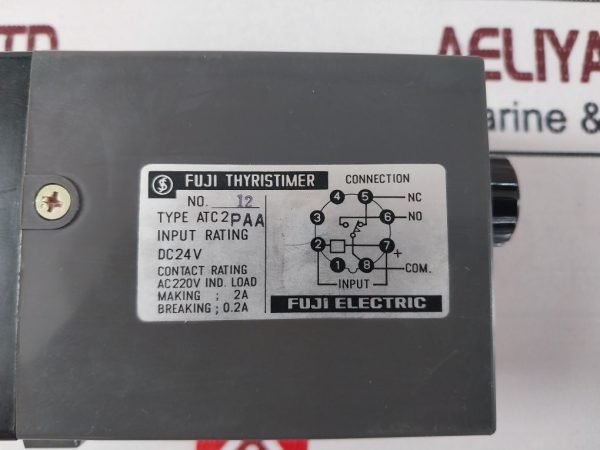 TD
AELIYA
arine &
FUJI THYRISTIMER
NO. 12
TYPE ATC2PAA
INPUT RATING
DC24V
CONTACT RATING
AC220V IND. LOAD
MAKING ; 2A
BREAKING ; 0.2A
CONNECTION
4 5 NC
3 6 NO
2 7 +
1 8 COM.
INPUT
FUJI ELECTRIC